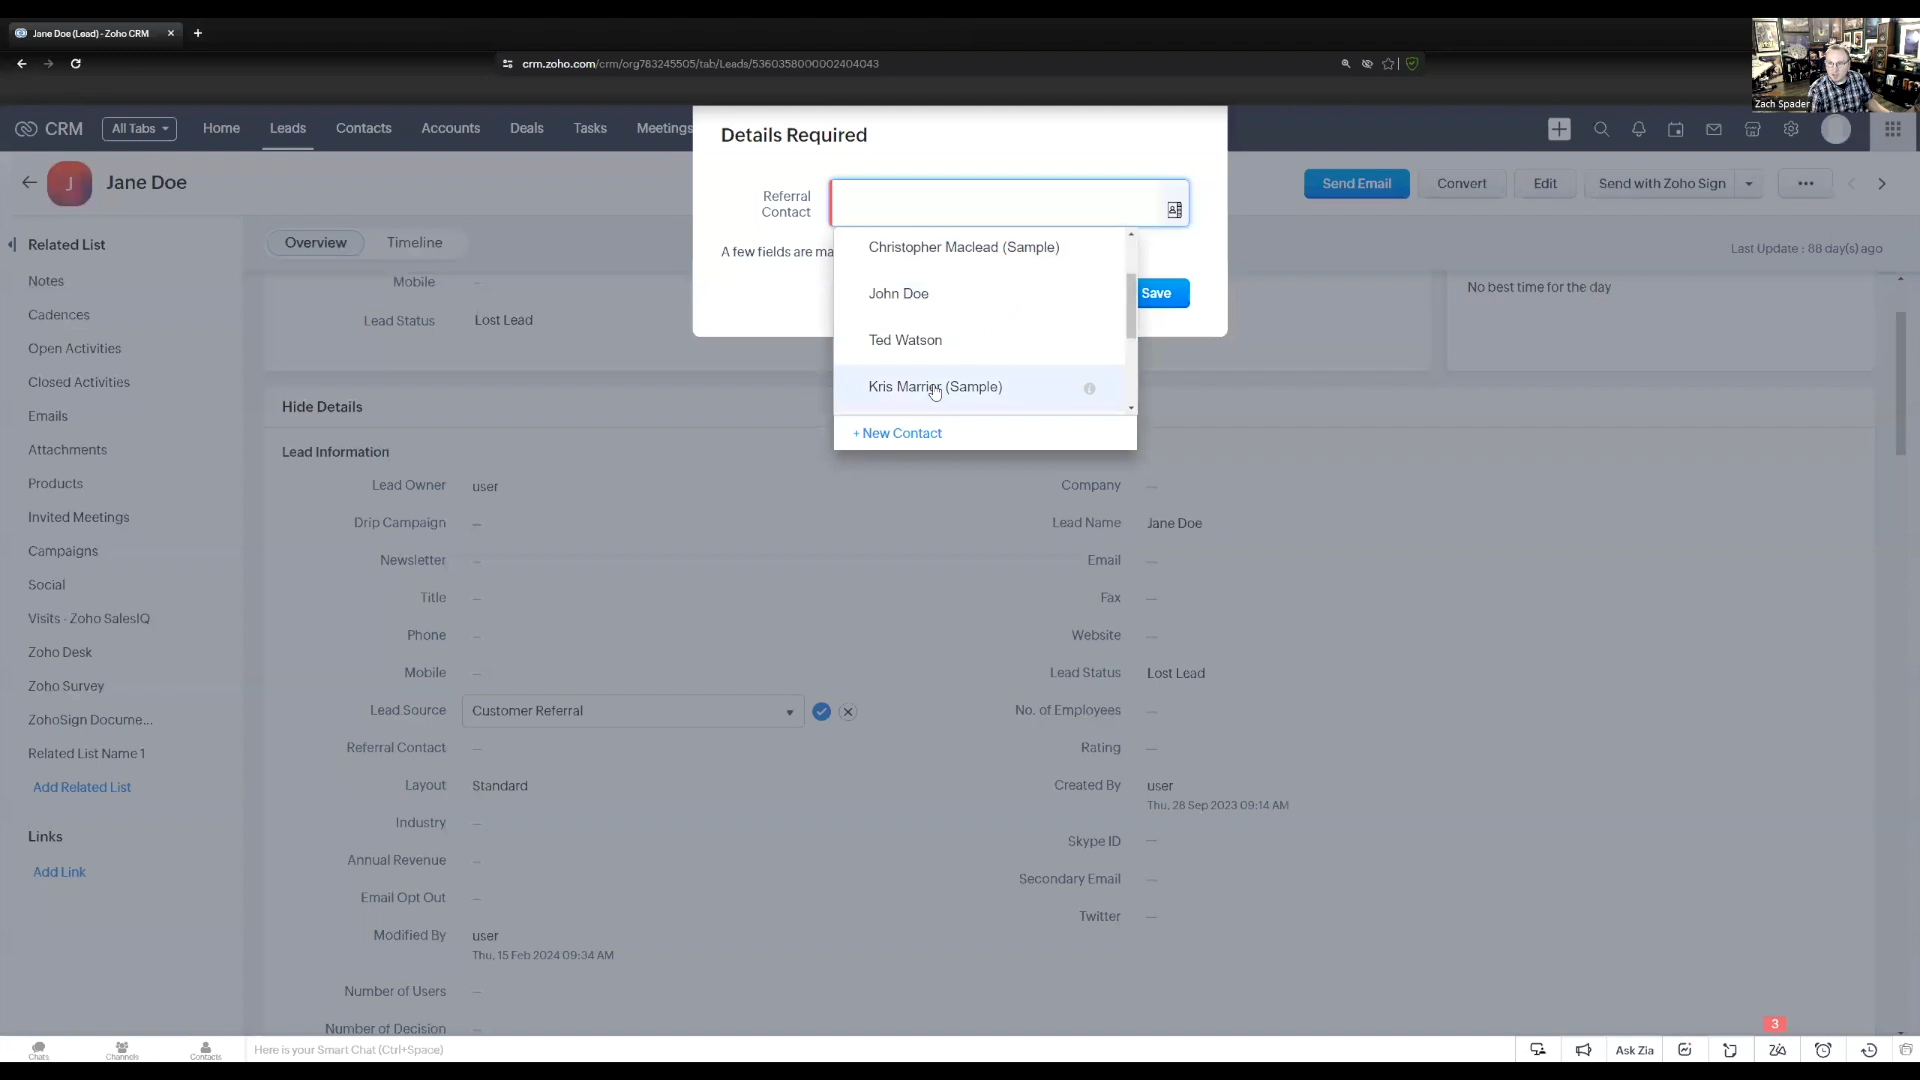 Jane Doe (Lead) - Zoho CRM
crm.zoho.com/crm/org783245505/tab/Leads/5360358000002404043
Zach Spader
CRM
All Tabs
Home
Leads
Contacts
Accounts
Deals
Tasks
Meetings
Details Required
J
Jane Doe
Send Email
Convert
Edit
Send with Zoho Sign
Referral
Contact
A few fields are ma
Christopher Maclead (Sample)
John Doe
Ted Watson
Kris Marrier (Sample)
+ New Contact
Save
Related List
Notes
Cadences
Open Activities
Closed Activities
Emails
Attachments
Products
Invited Meetings
Campaigns
Social
Visits - Zoho SalesIQ
Zoho Desk
Zoho Survey
ZohoSign Docume...
Related List Name 1
Add Related List
Links
Add Link
Overview
Timeline
Last Update : 88 day(s) ago
Mobile —
Lead Status Lost Lead
No best time for the day
Hide Details
Lead Information
Lead Owner user
Company —
Drip Campaign —
Lead Name Jane Doe
Newsletter —
Email —
Title —
Fax —
Phone —
Website —
Mobile —
Lead Status Lost Lead
Lead Source Customer Referral
No. of Employees —
Referral Contact —
Rating —
Layout Standard
Created By user
Thu, 28 Sep 2023 09:14 AM
Industry —
Skype ID —
Annual Revenue —
Secondary Email —
Email Opt Out —
Twitter —
Modified By user
Thu, 15 Feb 2024 09:34 AM
Number of Users —
Number of Decision —
3
Chats
Channels
Contacts
Here is your Smart Chat (Ctrl+Space)
Ask Zia